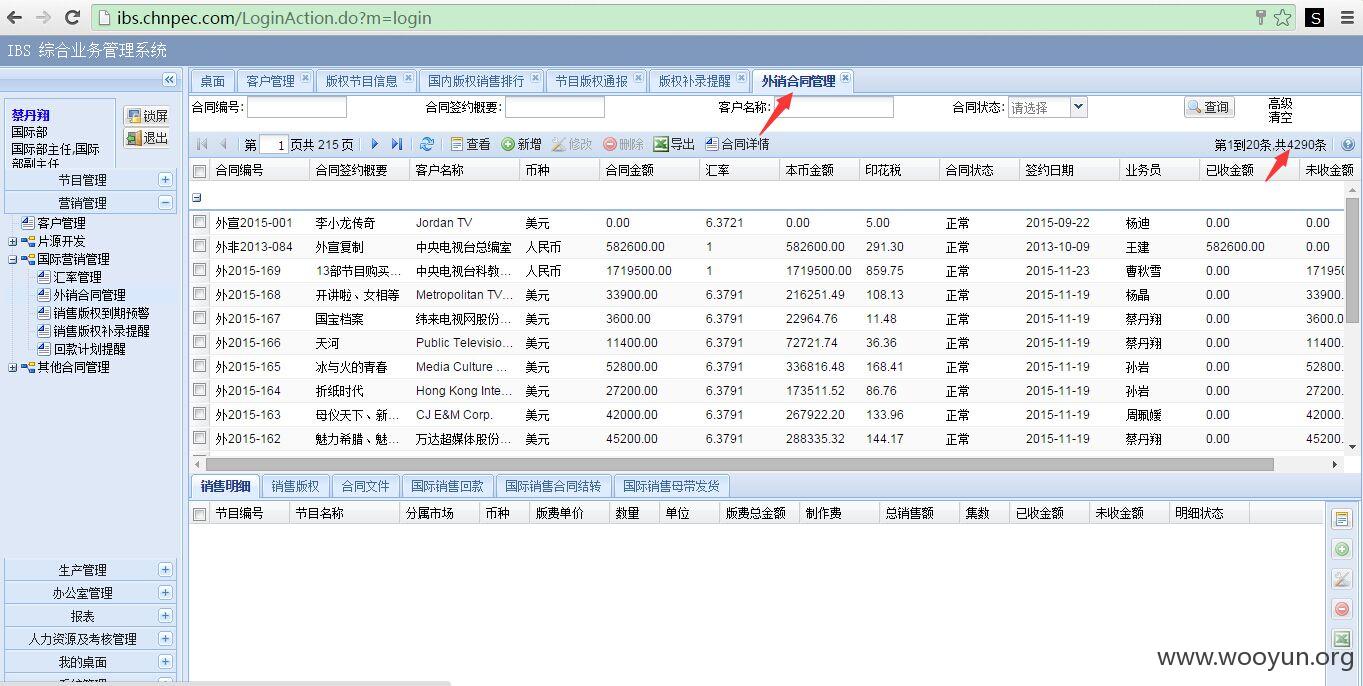 ibs.chnpec.com/LoginAction.do?m=login
S
IBS 综合业务管理系统
桌面 客户管理 版权节目信息 国内版权销售排行 节目版权通报 版权补录提醒 外销合同管理
蔡丹翔 锁屏
国际部
国际部主任,国际 退出
部副主任
合同编号: 合同签约概要: 客户名称: 合同状态: 请选择 查询 高级
清空
第 1 页共 215 页 查看 新增 修改 删除 导出 合同详情 第1到20条,共4290条
节目管理
营销管理
客户管理
片源开发
国际营销管理
汇率管理
外销合同管理
销售版权到期预警
销售版权补录提醒
回款计划提醒
其他合同管理
生产管理
办公室管理
报表
人力资源及考核管理
我的桌面
合同编号 合同签约概要 客户名称 币种 合同金额 汇率 本币金额 印花税 合同状态 签约日期 业务员 已收金额 未收金额
外宣2015-001 李小龙传奇 Jordan TV 美元 0.00 6.3721 0.00 5.00 正常 2015-09-22 杨迪 0.00 0.00
外非2013-084 外宣复制 中央电视台总编室 人民币 582600.00 1 582600.00 291.30 正常 2013-10-09 王建 582600.00 0.00
外2015-169 13部节目购买... 中央电视台科教... 人民币 1719500.00 1 1719500.00 859.75 正常 2015-11-23 曹秋雪 0.00 17195
外2015-168 开讲啦、女相等 Metropolitan TV... 美元 33900.00 6.3791 216251.49 108.13 正常 2015-11-19 杨晶 0.00 33900.
外2015-167 国宝档案 纬来电视网股份... 美元 3600.00 6.3791 22964.76 11.48 正常 2015-11-19 蔡丹翔 0.00 3600.0
外2015-166 天河 Public Televisio... 美元 11400.00 6.3791 72721.74 36.36 正常 2015-11-19 蔡丹翔 0.00 11400.
外2015-165 冰与火的青春 Media Culture ... 美元 52800.00 6.3791 336816.48 168.41 正常 2015-11-19 孙岩 0.00 52800.
外2015-164 折纸时代 Hong Kong Inte... 美元 27200.00 6.3791 173511.52 86.76 正常 2015-11-19 孙岩 0.00 27200.
外2015-163 母仪天下、新... CJ E&M Corp. 美元 42000.00 6.3791 267922.20 133.96 正常 2015-11-19 周珮媛 0.00 42000.
外2015-162 魅力希腊、魅... 万达超媒体股份... 美元 45200.00 6.3791 288335.32 144.17 正常 2015-11-19 蔡丹翔 0.00 45200.
销售明细 销售版权 合同文件 国际销售回款 国际销售合同结转 国际销售母带发货
节目编号 节目名称 分属市场 币种 版费单价 数量 单位 版费总金额 制作费 总销售额 集数 已收金额 未收金额 明细状态
www.wooyun.org